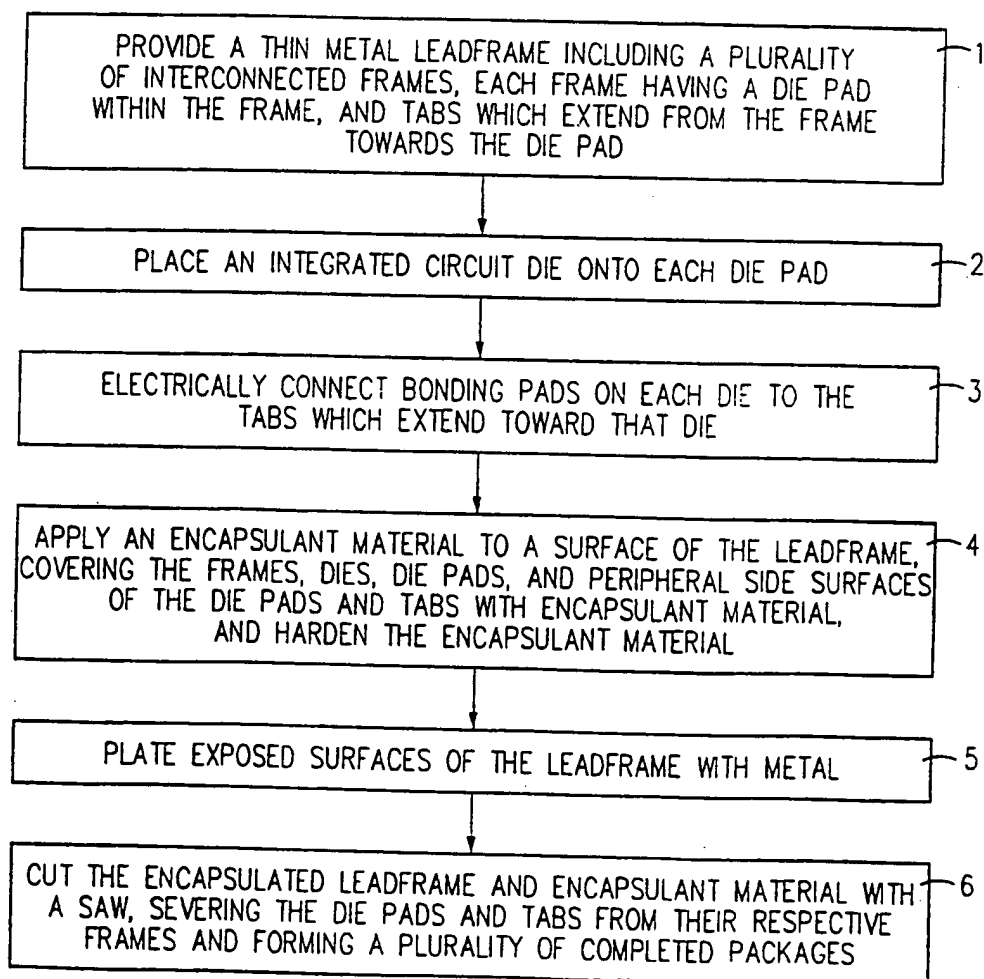 PROVIDE A THIN METAL LEADFRAME INCLUDING A PLURALITY
OF INTERCONNECTED FRAMES, EACH FRAME HAVING A DIE PAD
WITHIN THE FRAME, AND TABS WHICH EXTEND FROM THE FRAME
TOWARDS THE DIE PAD
1
PLACE AN INTEGRATED CIRCUIT DIE ONTO EACH DIE PAD
2
ELECTRICALLY CONNECT BONDING PADS ON EACH DIE TO THE
TABS WHICH EXTEND TOWARD THAT DIE
3
APPLY AN ENCAPSULANT MATERIAL TO A SURFACE OF THE LEADFRAME,
COVERING THE FRAMES, DIES, DIE PADS, AND PERIPHERAL SIDE SURFACES
OF THE DIE PADS AND TABS WITH ENCAPSULANT MATERIAL,
AND HARDEN THE ENCAPSULANT MATERIAL
4
PLATE EXPOSED SURFACES OF THE LEADFRAME WITH METAL
5
CUT THE ENCAPSULATED LEADFRAME AND ENCAPSULANT MATERIAL WITH
A SAW, SEVERING THE DIE PADS AND TABS FROM THEIR RESPECTIVE
FRAMES AND FORMING A PLURALITY OF COMPLETED PACKAGES
6